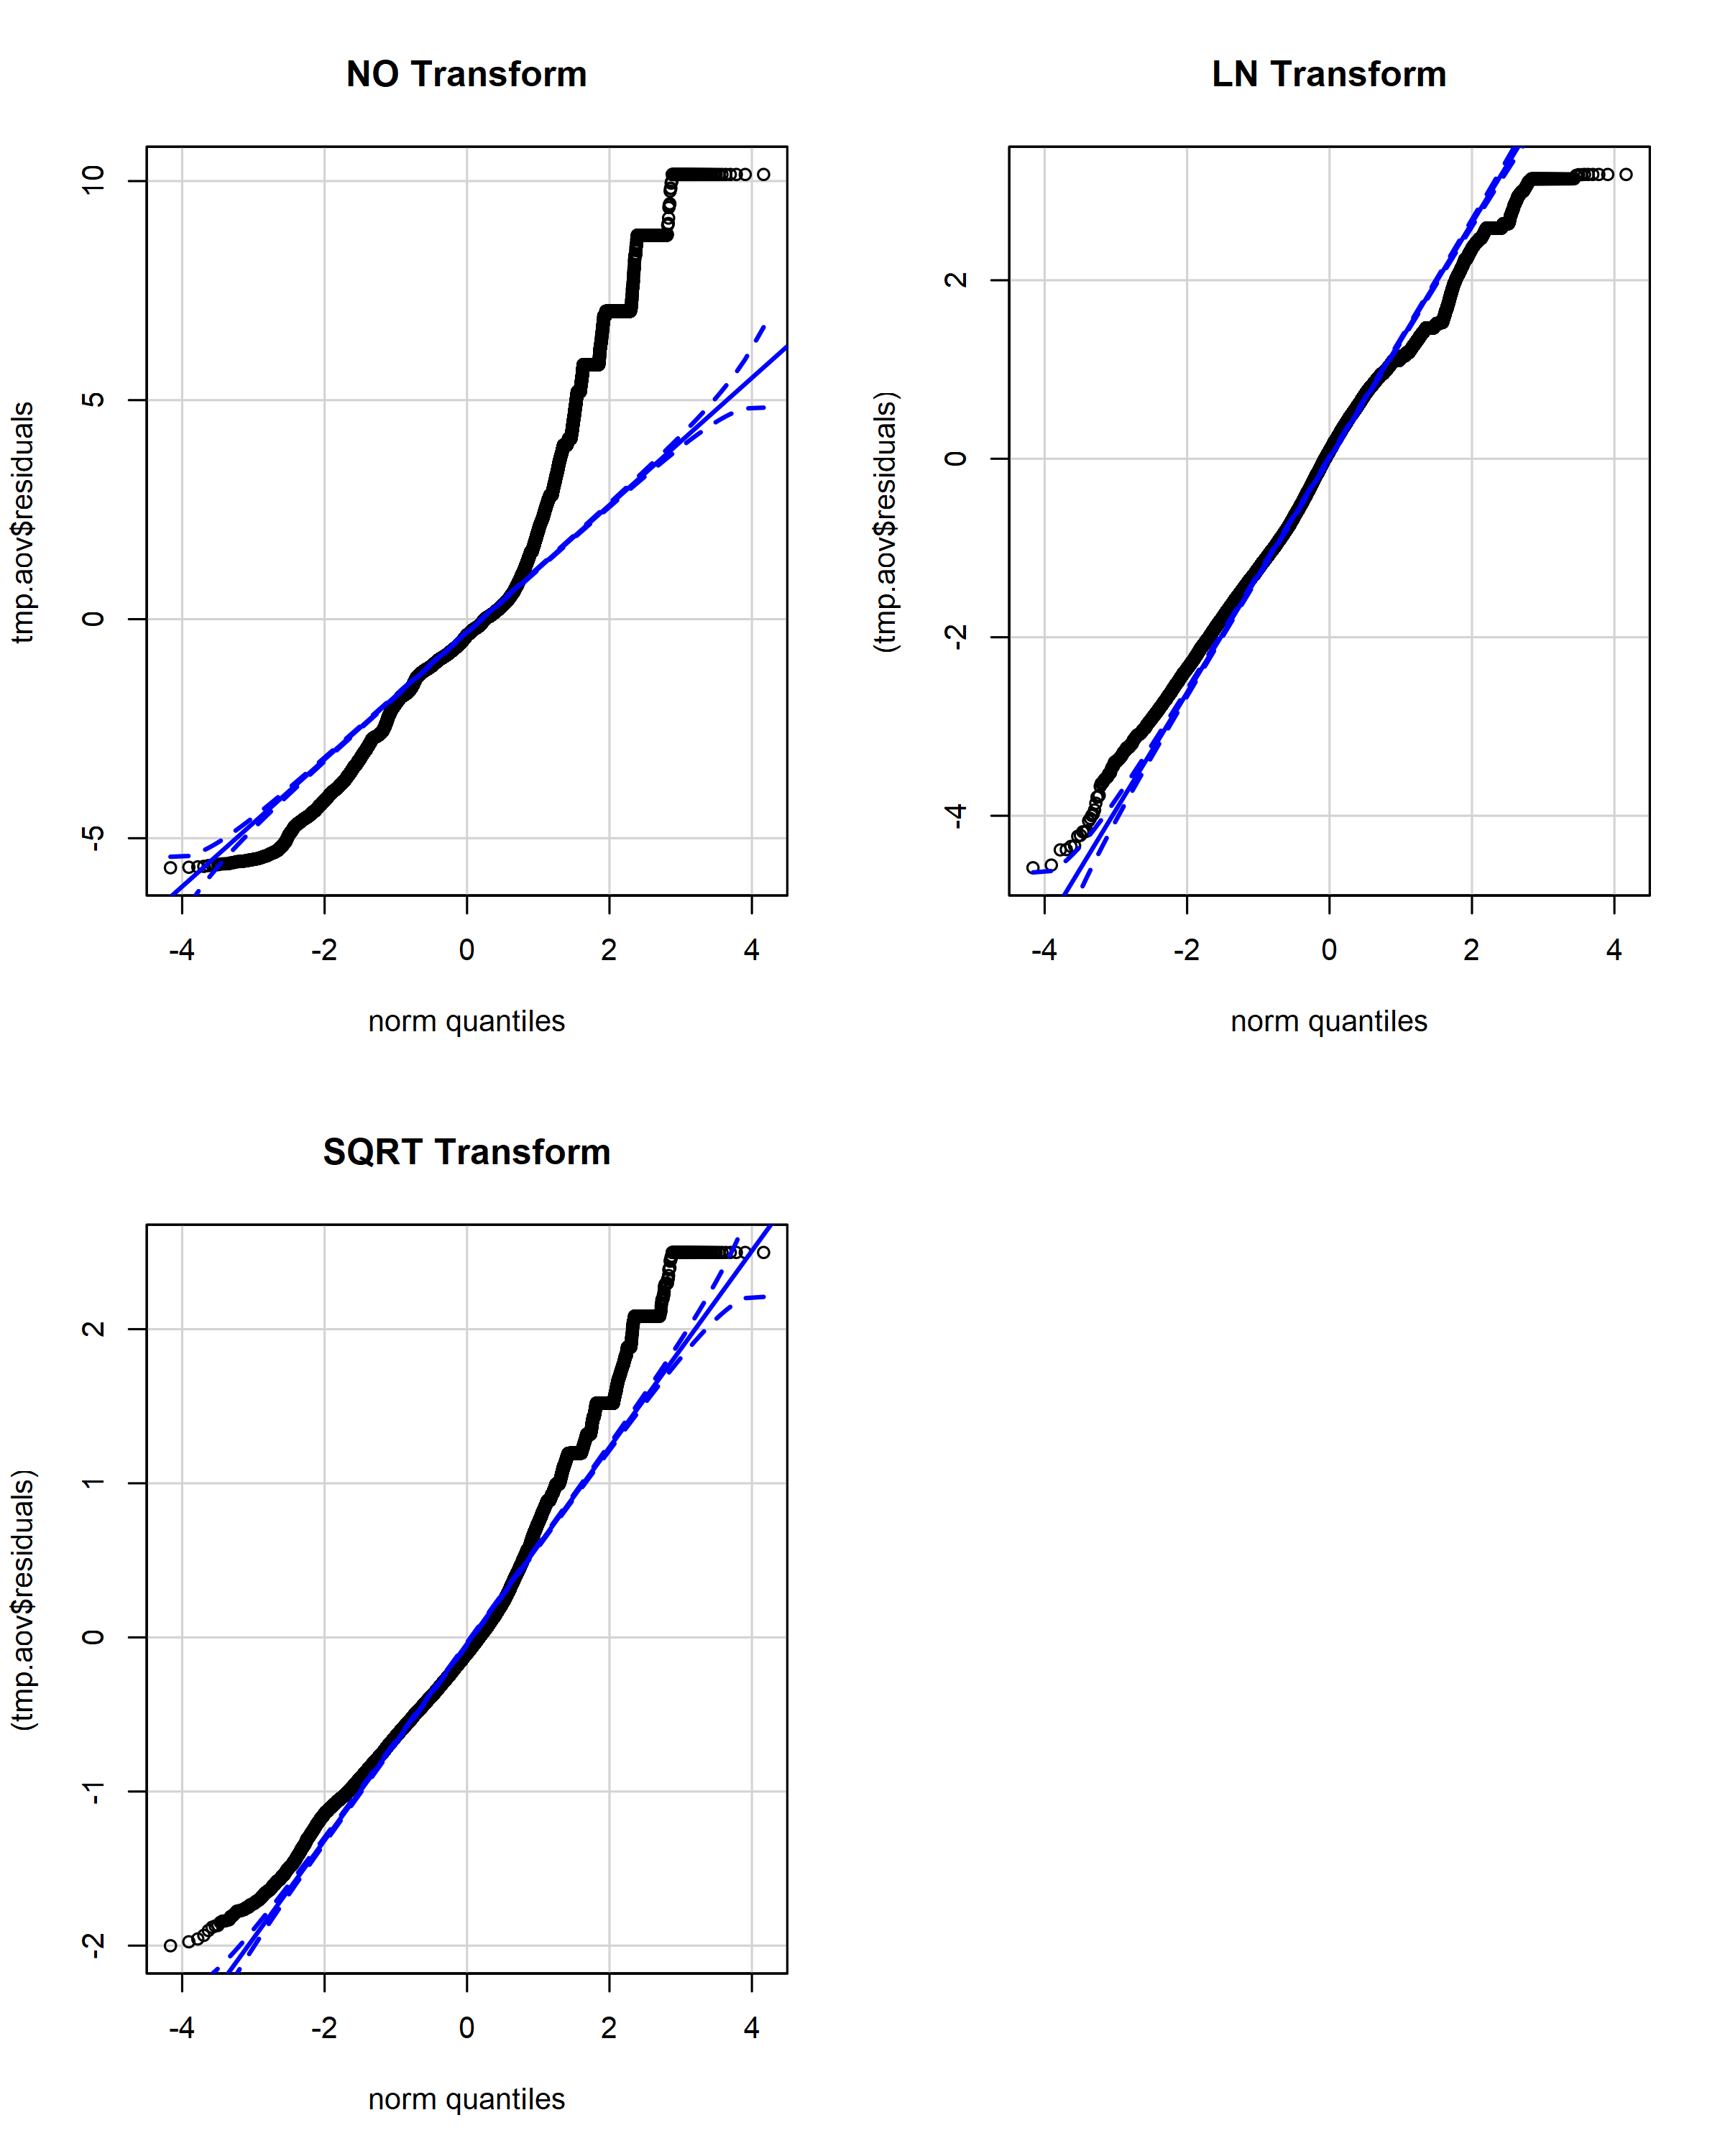 NO Transform
10
5
0
-5
tmp.aov$residuals
-4 -2 0 2 4
norm quantiles
LN Transform
2
0
-2
-4
(tmp.aov$residuals)
-4 -2 0 2 4
norm quantiles
SQRT Transform
2
1
0
-1
-2
(tmp.aov$residuals)
-4 -2 0 2 4
norm quantiles